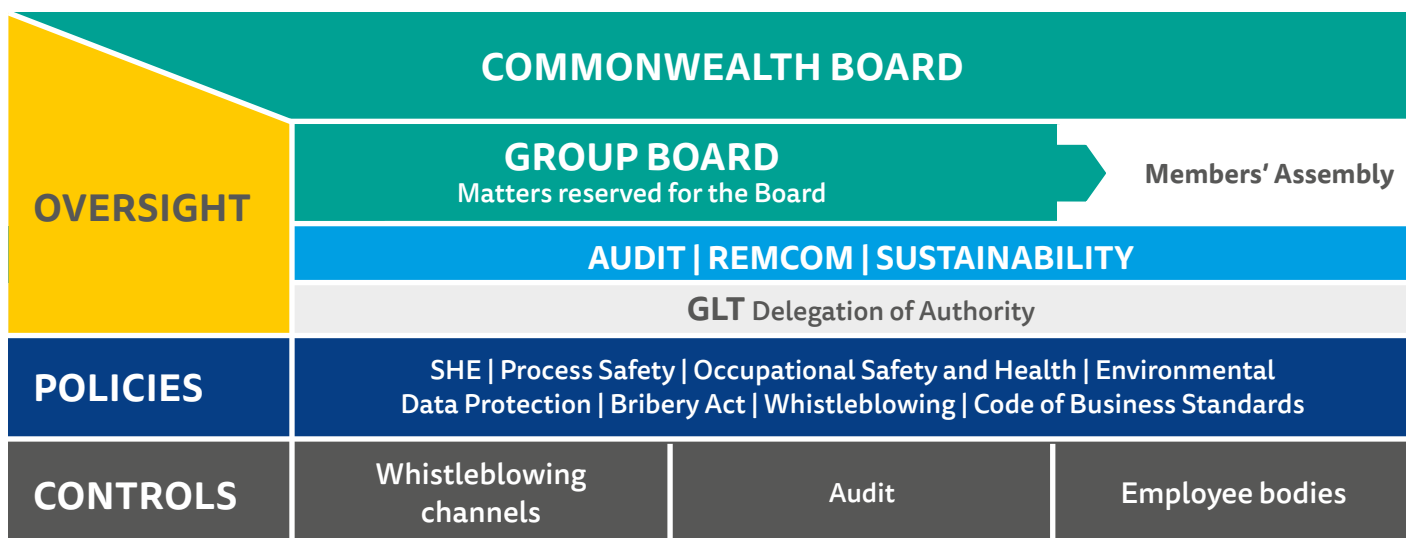 COMMONWEALTH BOARD
OVERSIGHT
GROUP BOARD
Matters reserved for the Board
Members’ Assembly
AUDIT | REMCOM | SUSTAINABILITY
GLT Delegation of Authority
POLICIES
SHE | Process Safety | Occupational Safety and Health | Environmental
Data Protection | Bribery Act | Whistleblowing | Code of Business Standards
CONTROLS
Whistleblowing
channels
Audit
Employee bodies